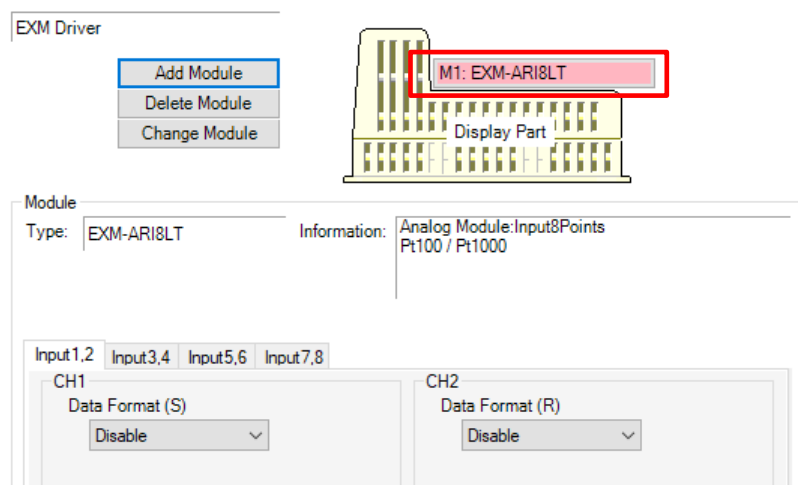 EXM Driver
Add Module
Delete Module
Change Module
M1: EXM-ARI8LT
Display Part
Module
Type:
EXM-ARI8LT
Information:
Analog Module:Input8Points
Pt100 / Pt1000
Input1,2
Input3,4
Input5,6
Input7,8
CH1
Data Format (S)
Disable
CH2
Data Format (R)
Disable